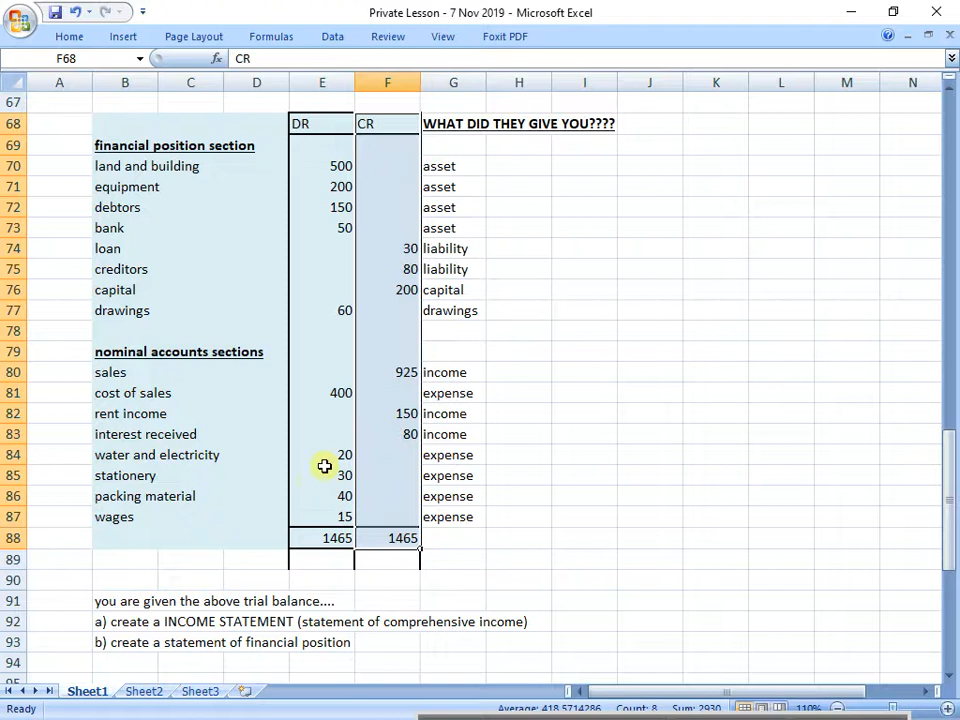 Private Lesson - 7 Nov 2019 - Microsoft Excel
Home Insert Page Layout Formulas Data Review View Foxit PDF
F68 fx CR
A B C D E F G H I J K L M N
67
68 DR CR WHAT DID THEY GIVE YOU????
69 financial position section
70 land and building 500 asset
71 equipment 200 asset
72 debtors 150 asset
73 bank 50 asset
74 loan 30 liability
75 creditors 80 liability
76 capital 200 capital
77 drawings 60 drawings
78
79 nominal accounts sections
80 sales 925 income
81 cost of sales 400 expense
82 rent income 150 income
83 interest received 80 income
84 water and electricity 20 expense
85 stationery 30 expense
86 packing material 40 expense
87 wages 15 expense
88 1465 1465
89
90
91 you are given the above trial balance....
92 a) create a INCOME STATEMENT (statement of comprehensive income)
93 b) create a statement of financial position
94
Sheet1 Sheet2 Sheet3
Ready Average: 418.5714286 Count: 8 Sum: 2930 110%